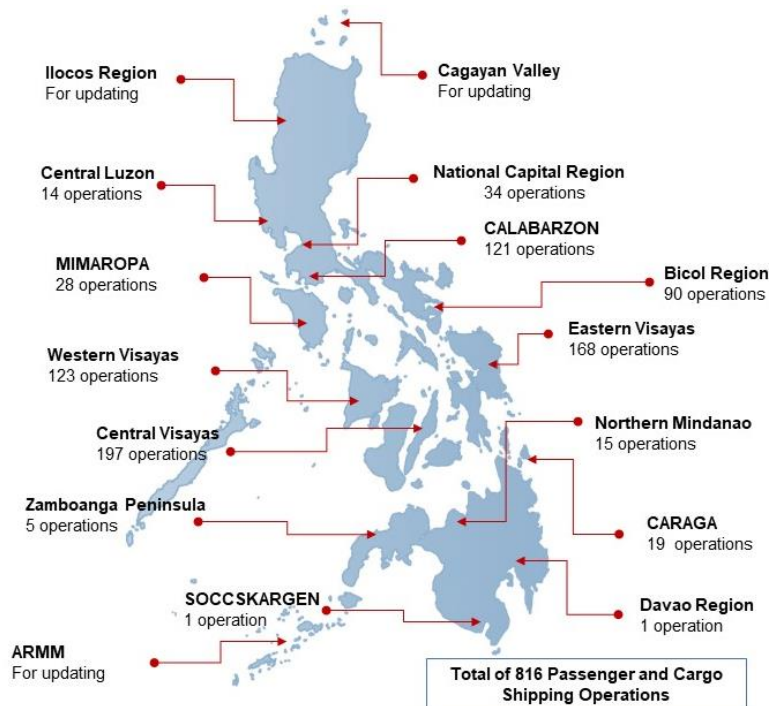 Ilocos Region
For updating
Cagayan Valley
For updating
Central Luzon
14 operations
National Capital Region
34 operations
CALABARZON
121 operations
MIMAROPA
28 operations
Bicol Region
90 operations
Eastern Visayas
168 operations
Western Visayas
123 operations
Northern Mindanao
15 operations
Central Visayas
197 operations
Zamboanga Peninsula
5 operations
CARAGA
19 operations
SOCCSKARGEN
1 operation
Davao Region
1 operation
ARMM
For updating
Total of 816 Passenger and Cargo
Shipping Operations